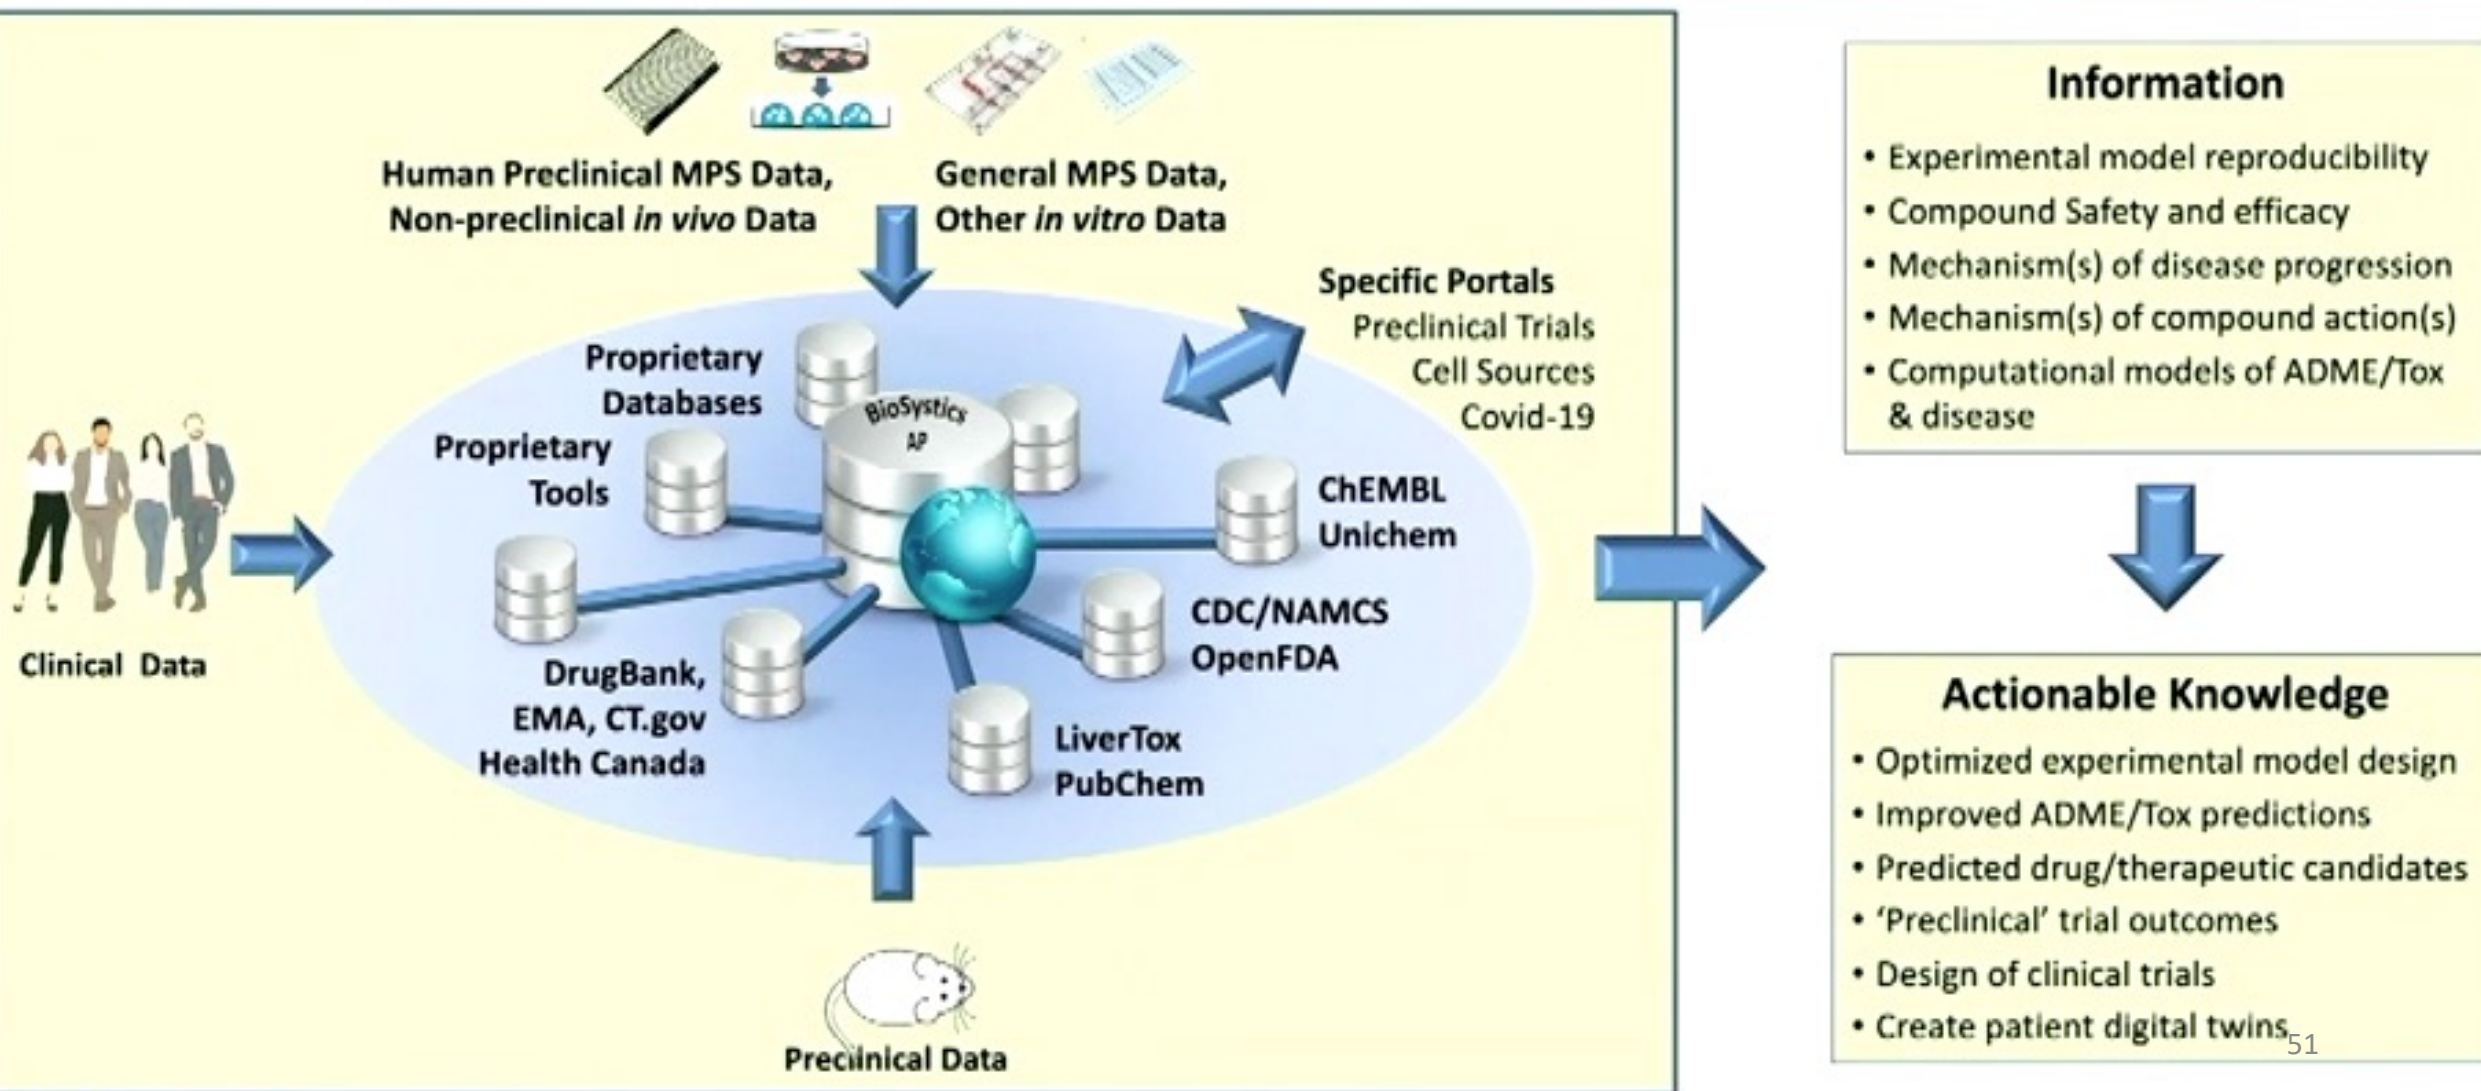 Human Preclinical MPS Data,
Non-preclinical in vivo Data
General MPS Data,
Other in vitro Data
Specific Portals
Preclinical Trials
Cell Sources
Covid-19
Proprietary
Databases
BioSystics
AP
Proprietary
Tools
ChEMBL
Unichem
CDC/NAMCS
OpenFDA
Clinical Data
DrugBank,
EMA, CT.gov
Health Canada
LiverTox
PubChem
Preclinical Data
Information
• Experimental model reproducibility
• Compound Safety and efficacy
• Mechanism(s) of disease progression
• Mechanism(s) of compound action(s)
• Computational models of ADME/Tox
& disease
Actionable Knowledge
• Optimized experimental model design
• Improved ADME/Tox predictions
• Predicted drug/therapeutic candidates
• ‘Preclinical’ trial outcomes
• Design of clinical trials
• Create patient digital twins
51